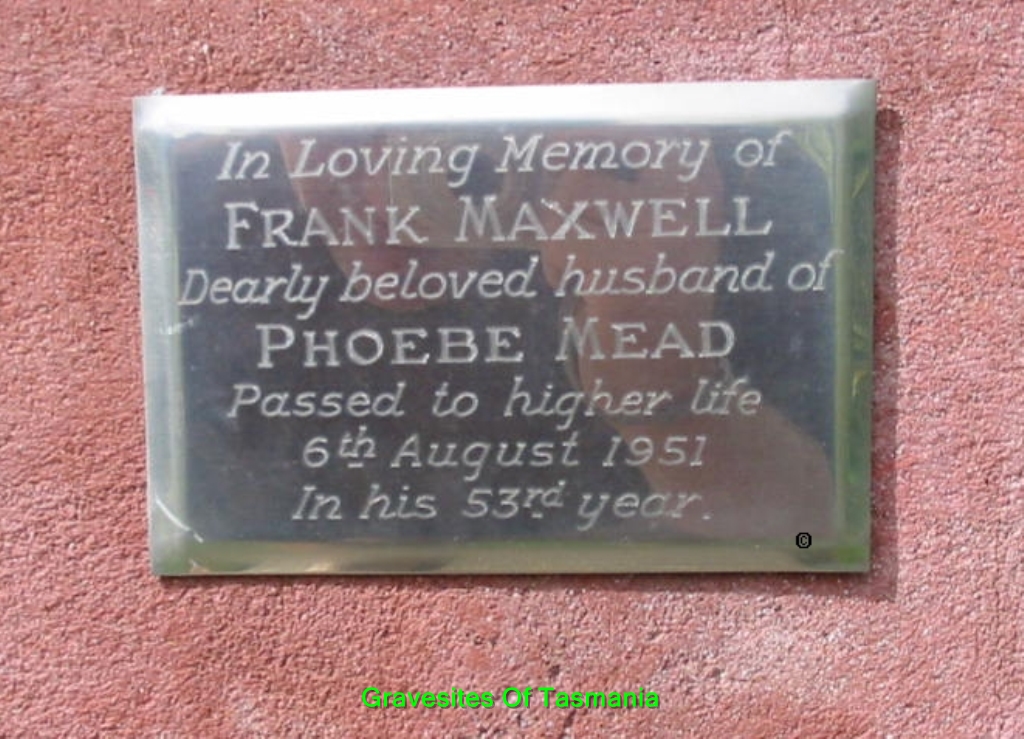 In Loving Memory of
FRANK MAXWELL
Dearly beloved husband of
PHOEBE MEAD
Passed to higher life
6th August 1951
In his 53rd year.
©
Gravesites Of Tasmania